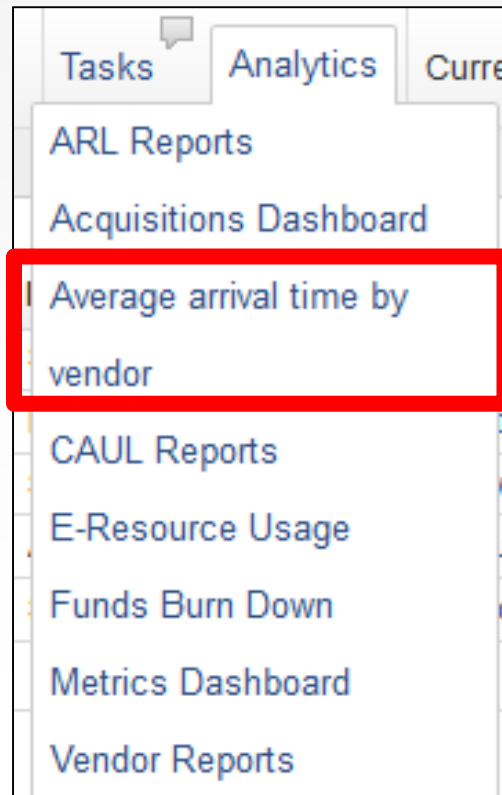 Tasks Analytics Curre
ARL Reports
Acquisitions Dashboard
Average arrival time by
vendor
CAUL Reports
E-Resource Usage
Funds Burn Down
Metrics Dashboard
Vendor Reports